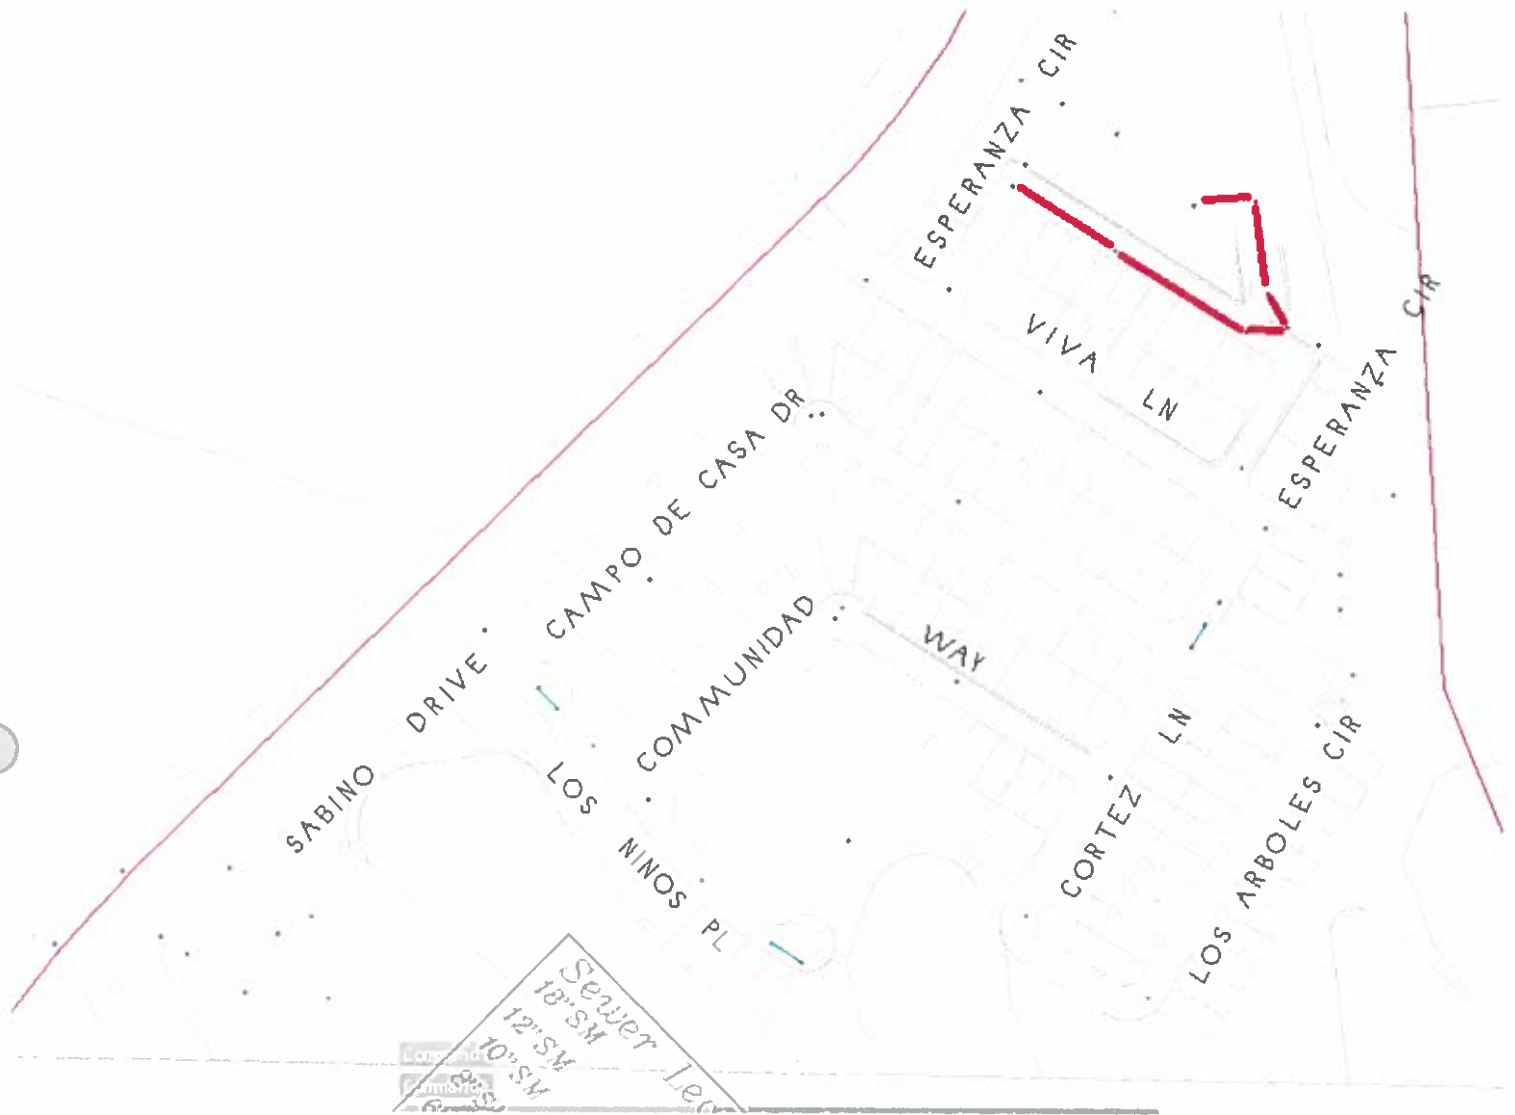 ESPERANZA CIR
ESPERANZA CIR
VIVA LN
CAMPO DE CASA DR
SABINO DRIVE
COMMUNIDAD WAY
LOS NINOS PL
CORTEZ LN
LOS ARBOLES CIR
Sewer
18" SM
12" SM
10" SM